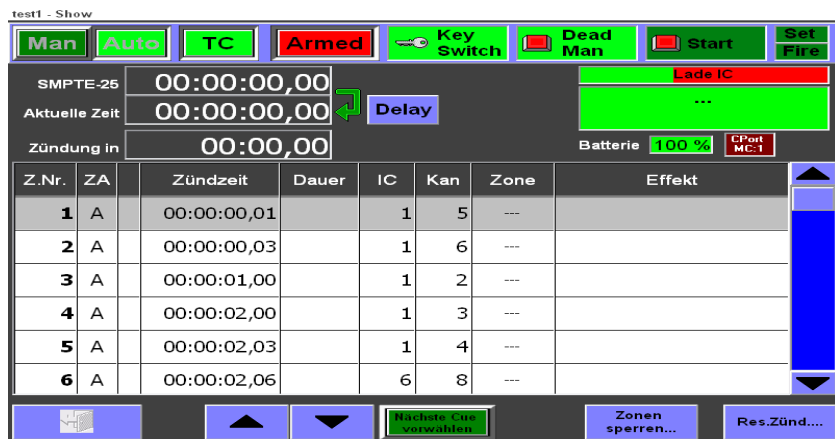 test1 - Show
Man Auto TC Armed Key Switch Dead Man Start Set Fire
SMPTE-25 00:00:00,00 Lade IC
Aktuelle Zeit 00:00:00,00 Delay ...
Zündung in 00:00,00 Batterie 100 % CPort MC:1
Z.Nr. ZA Zündzeit Dauer IC Kan Zone Effekt
1 A 00:00:00,01 1 5 ---
2 A 00:00:00,03 1 6 ---
3 A 00:00:01,00 1 2 ---
4 A 00:00:02,00 1 3 ---
5 A 00:00:02,03 1 4 ---
6 A 00:00:02,06 6 8 ---
Nächste Cue vorwählen Zonen sperren... Res.Zünd....